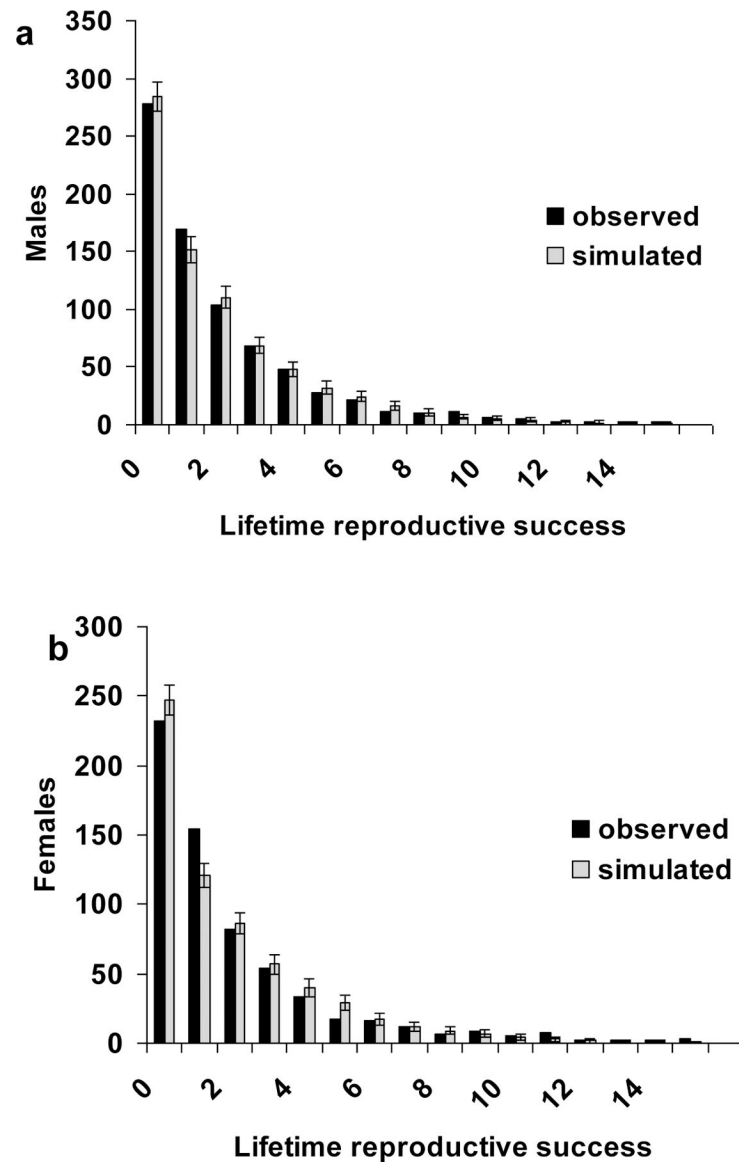 a
350
300
250
200
150
100
50
0
Males
observed
simulated
0 2 4 6 8 10 12 14
Lifetime reproductive success
b
300
250
200
150
100
50
0
Females
observed
simulated
0 2 4 6 8 10 12 14
Lifetime reproductive success